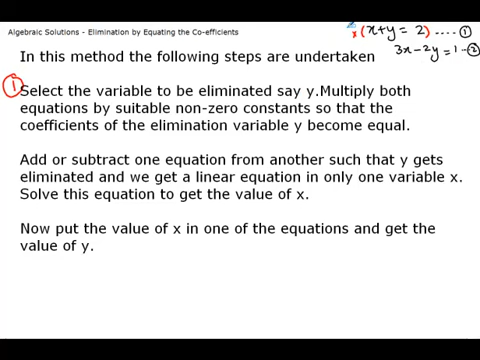 Algebraic Solutions - Elimination by Equating the Co-efficients
x (x+y = 2) .... ①
3x-2y=1-②
In this method the following steps are undertaken
① Select the variable to be eliminated say y.Multiply both
equations by suitable non-zero constants so that the
coefficients of the elimination variable y become equal.
Add or subtract one equation from another such that y gets
eliminated and we get a linear equation in only one variable x.
Solve this equation to get the value of x.
Now put the value of x in one of the equations and get the
value of y.